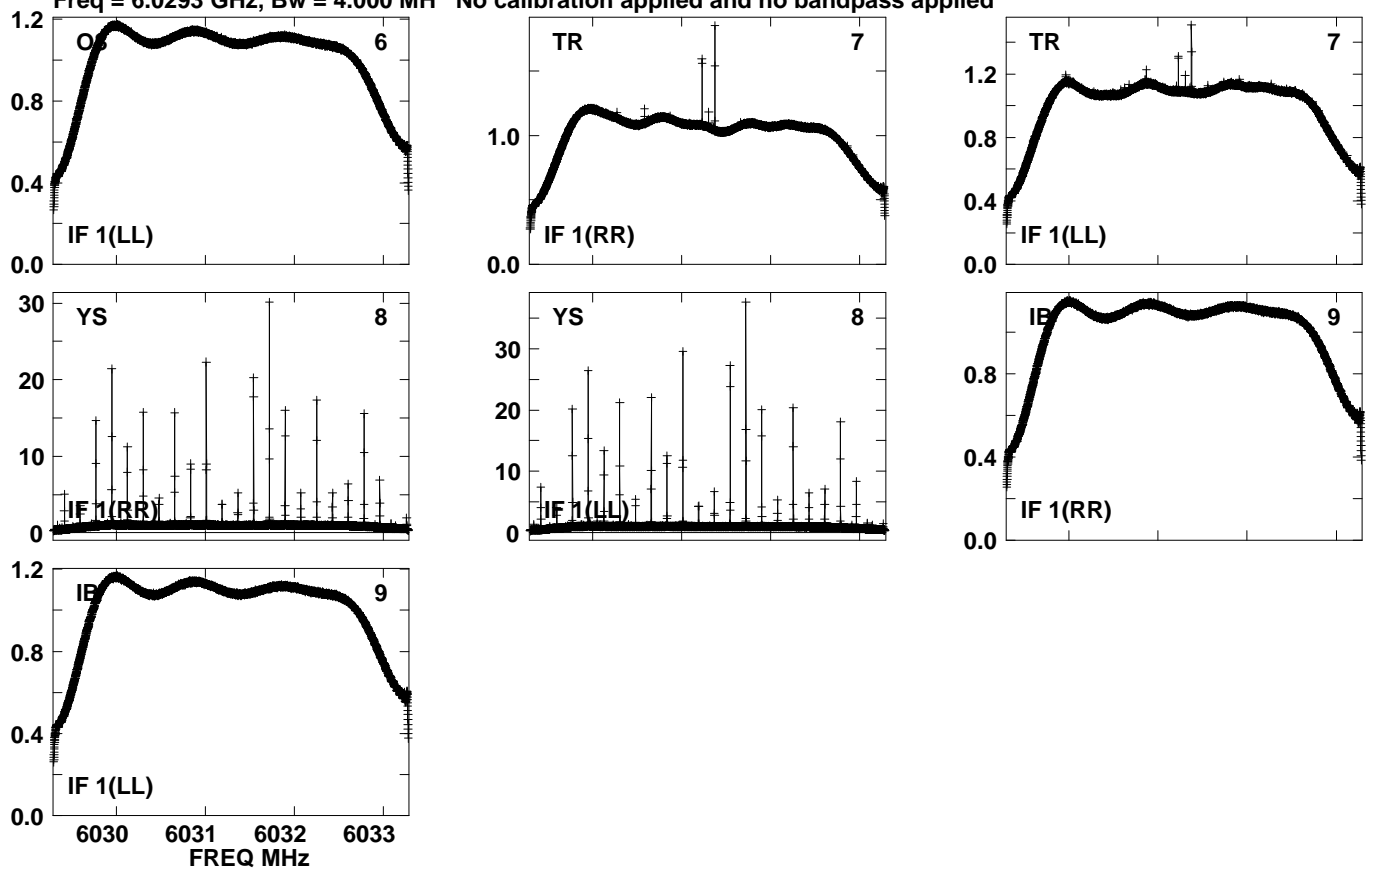 Freq = 6.0293 GHz, Bw = 4.000 MH No calibration applied and no bandpass applied
1.2
0.8
0.4
0.0
OS 6
IF 1(LL)
1.0
0.0
TR 7
IF 1(RR)
1.2
0.8
0.4
0.0
TR 7
IF 1(LL)
30
20
10
0
YS 8
IF 1(RR)
30
20
10
0
YS 8
IF 1(LL)
0.8
0.4
0.0
IB 9
IF 1(RR)
1.2
0.8
0.4
0.0
IB 9
IF 1(LL)
6030 6031 6032 6033
FREQ MHz